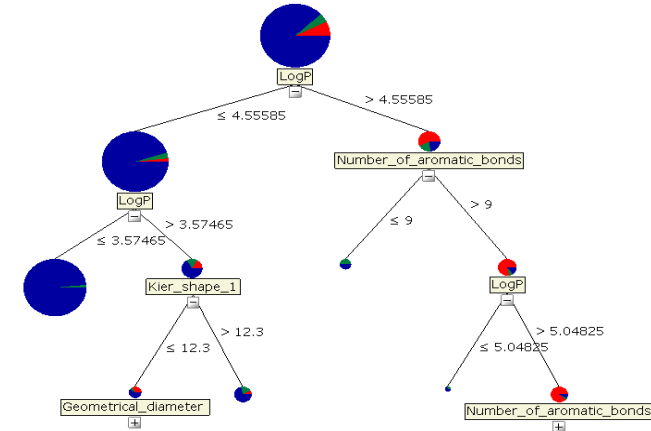 LogP
≤ 4.55585
> 4.55585
Number_of_aromatic_bonds
LogP
≤ 3.57465
> 3.57465
≤ 9
> 9
Kier_shape_1
LogP
≤ 12.3
> 12.3
≤ 5.04825
> 5.04825
Geometrical_diameter
Number_of_aromatic_bonds